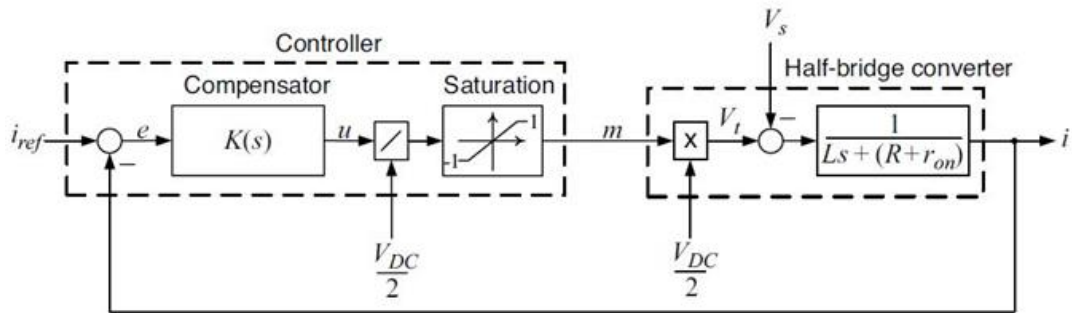 Controller
Compensator
Saturation
Half-bridge converter
V_s
i_ref
e
K(s)
u
1
-1
m
x
V_t
1
Ls + (R + r_on)
i
V_DC
2
V_DC
2